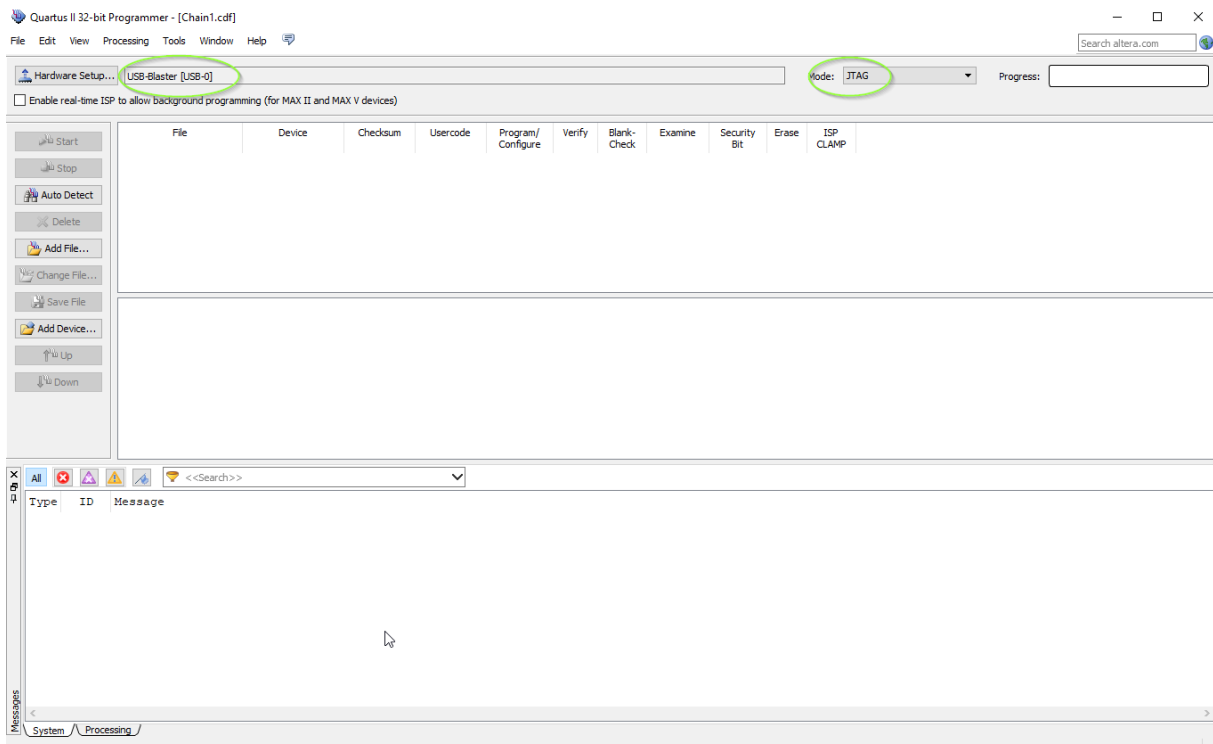 Quartus II 32-bit Programmer - [Chain1.cdf]
File Edit View Processing Tools Window Help
Search altera.com
Hardware Setup... USB-Blaster [USB-0] Mode: JTAG Progress:
Enable real-time ISP to allow background programming (for MAX II and MAX V devices)
File Device Checksum Usercode Program/ Verify Blank- Examine Security Erase ISP
Configure Check Bit CLAMP
Start
Stop
Auto Detect
Delete
Add File...
Change File...
Save File
Add Device...
Up
Down
All <<Search>>
Type ID Message
Messages
System Processing